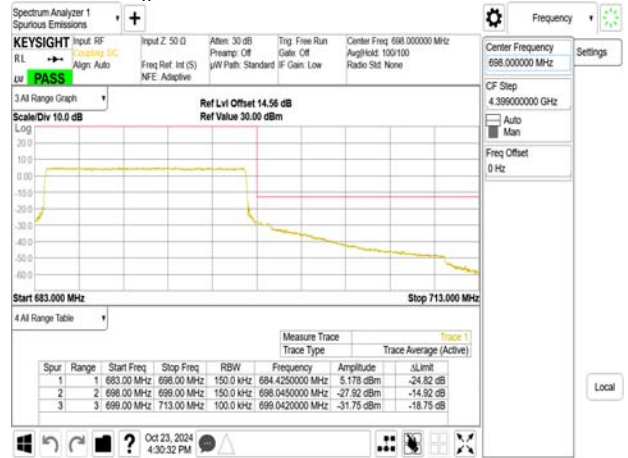 Spectrum Analyzer 1
Spurious Emissions
Frequency
KEYSIGHT Input: RF Input Z: 50 Ω Atten: 30 dB Trig: Free Run Center Freq: 698.000000 MHz
RL Coupling: DC Preamp: Off Gate: Off Avg|Hold: 100/100
Align: Auto Freq Ref: Int (S) µW Path: Standard IF Gain: Low Radio Std: None
PASS NFE: Adaptive
Center Frequency
698.000000 MHz
Settings
CF Step
4.399000000 GHz
Auto
Man
Freq Offset
0 Hz
3 All Range Graph
Ref Lvl Offset 14.56 dB
Scale/Div 10.0 dB Ref Value 30.00 dBm
Log
20.0
10.0
0.00
-10.0
-20.0
-30.0
-40.0
-50.0
-60.0
Start 683.000 MHz Stop 713.000 MHz
4 All Range Table
Measure Trace Trace 1
Trace Type Trace Average (Active)
Spur Range Start Freq Stop Freq RBW Frequency Amplitude ΔLimit
1 1 683.00 MHz 698.00 MHz 150.0 kHz 684.4250000 MHz 5.178 dBm -24.82 dB
2 2 698.00 MHz 699.00 MHz 150.0 kHz 698.0450000 MHz -27.92 dBm -14.92 dB
3 3 699.00 MHz 713.00 MHz 100.0 kHz 699.0420000 MHz -31.75 dBm -18.75 dB
Local
? Oct 23, 2024
4:30:32 PM